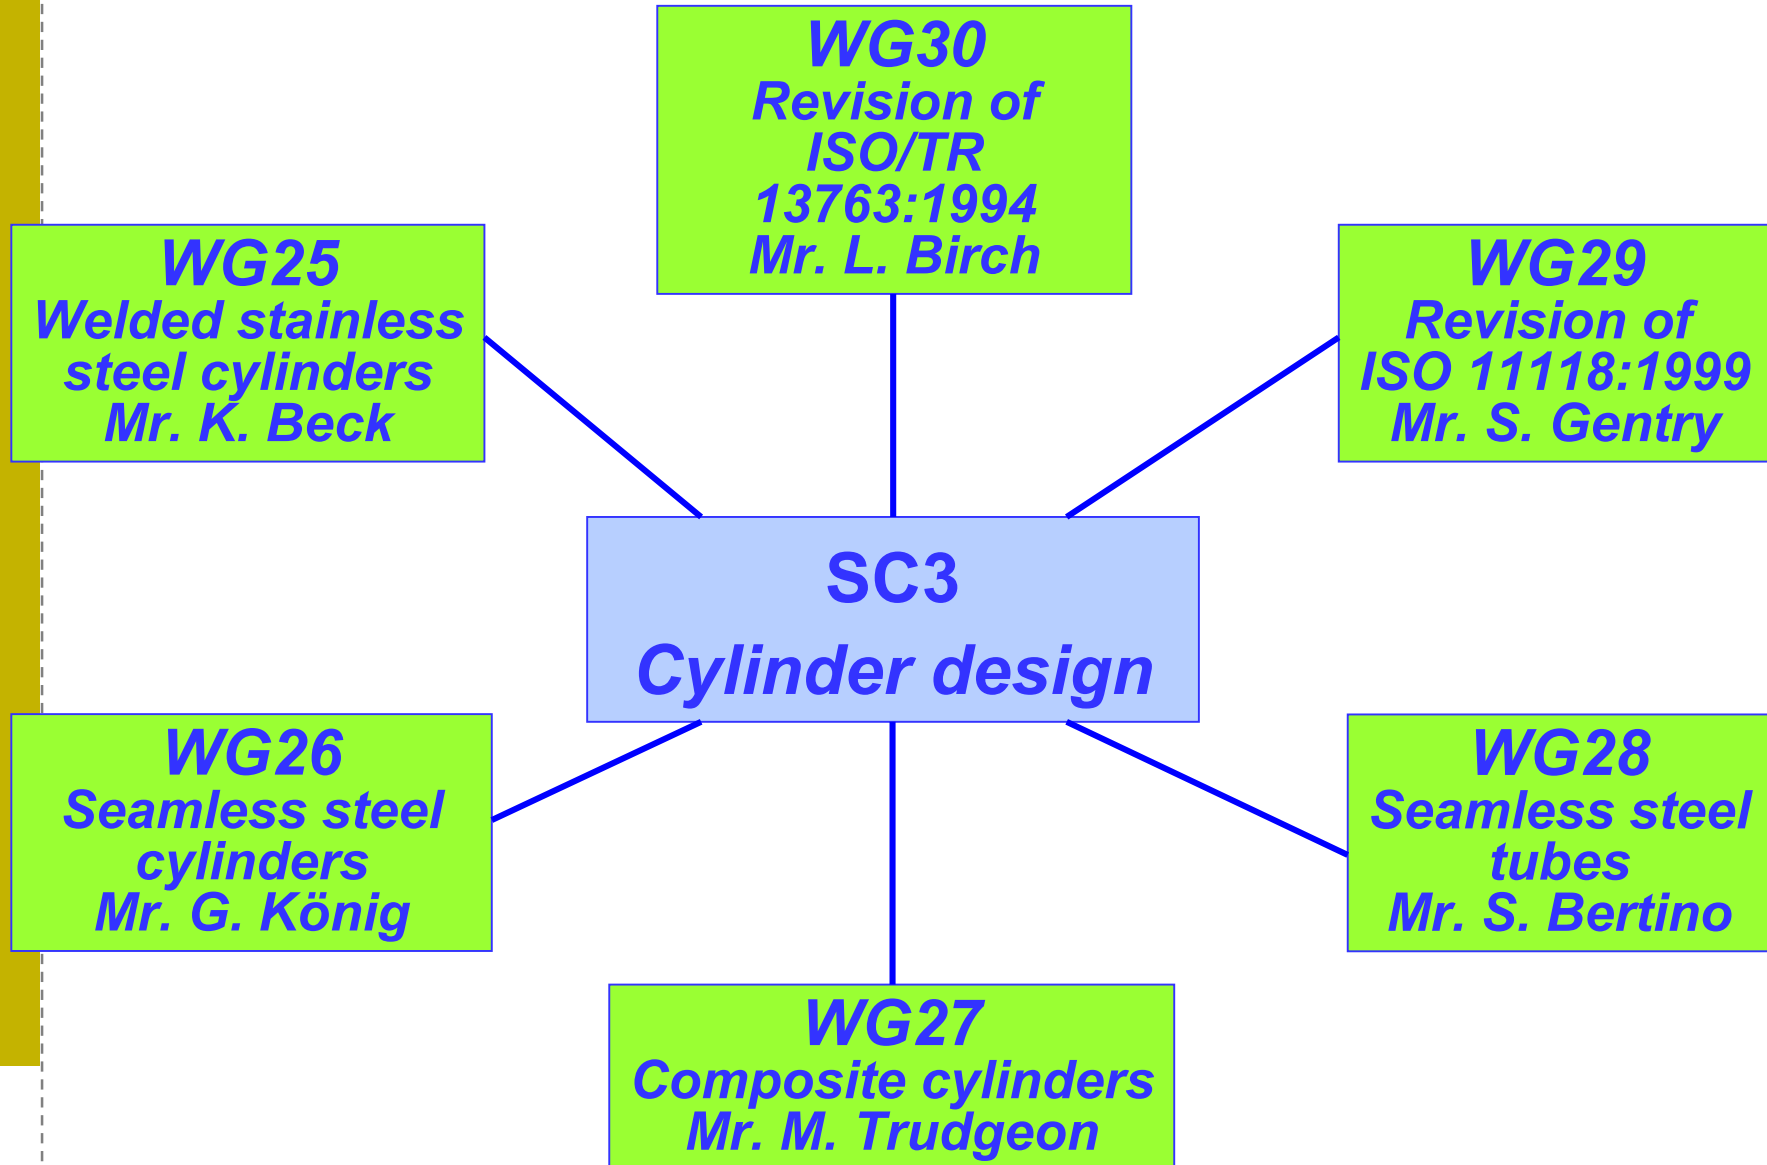 WG30
Revision of
ISO/TR
13763:1994
Mr. L. Birch
WG25
Welded stainless
steel cylinders
Mr. K. Beck
WG29
Revision of
ISO 11118:1999
Mr. S. Gentry
SC3
Cylinder design
WG26
Seamless steel
cylinders
Mr. G. König
WG28
Seamless steel
tubes
Mr. S. Bertino
WG27
Composite cylinders
Mr. M. Trudgeon